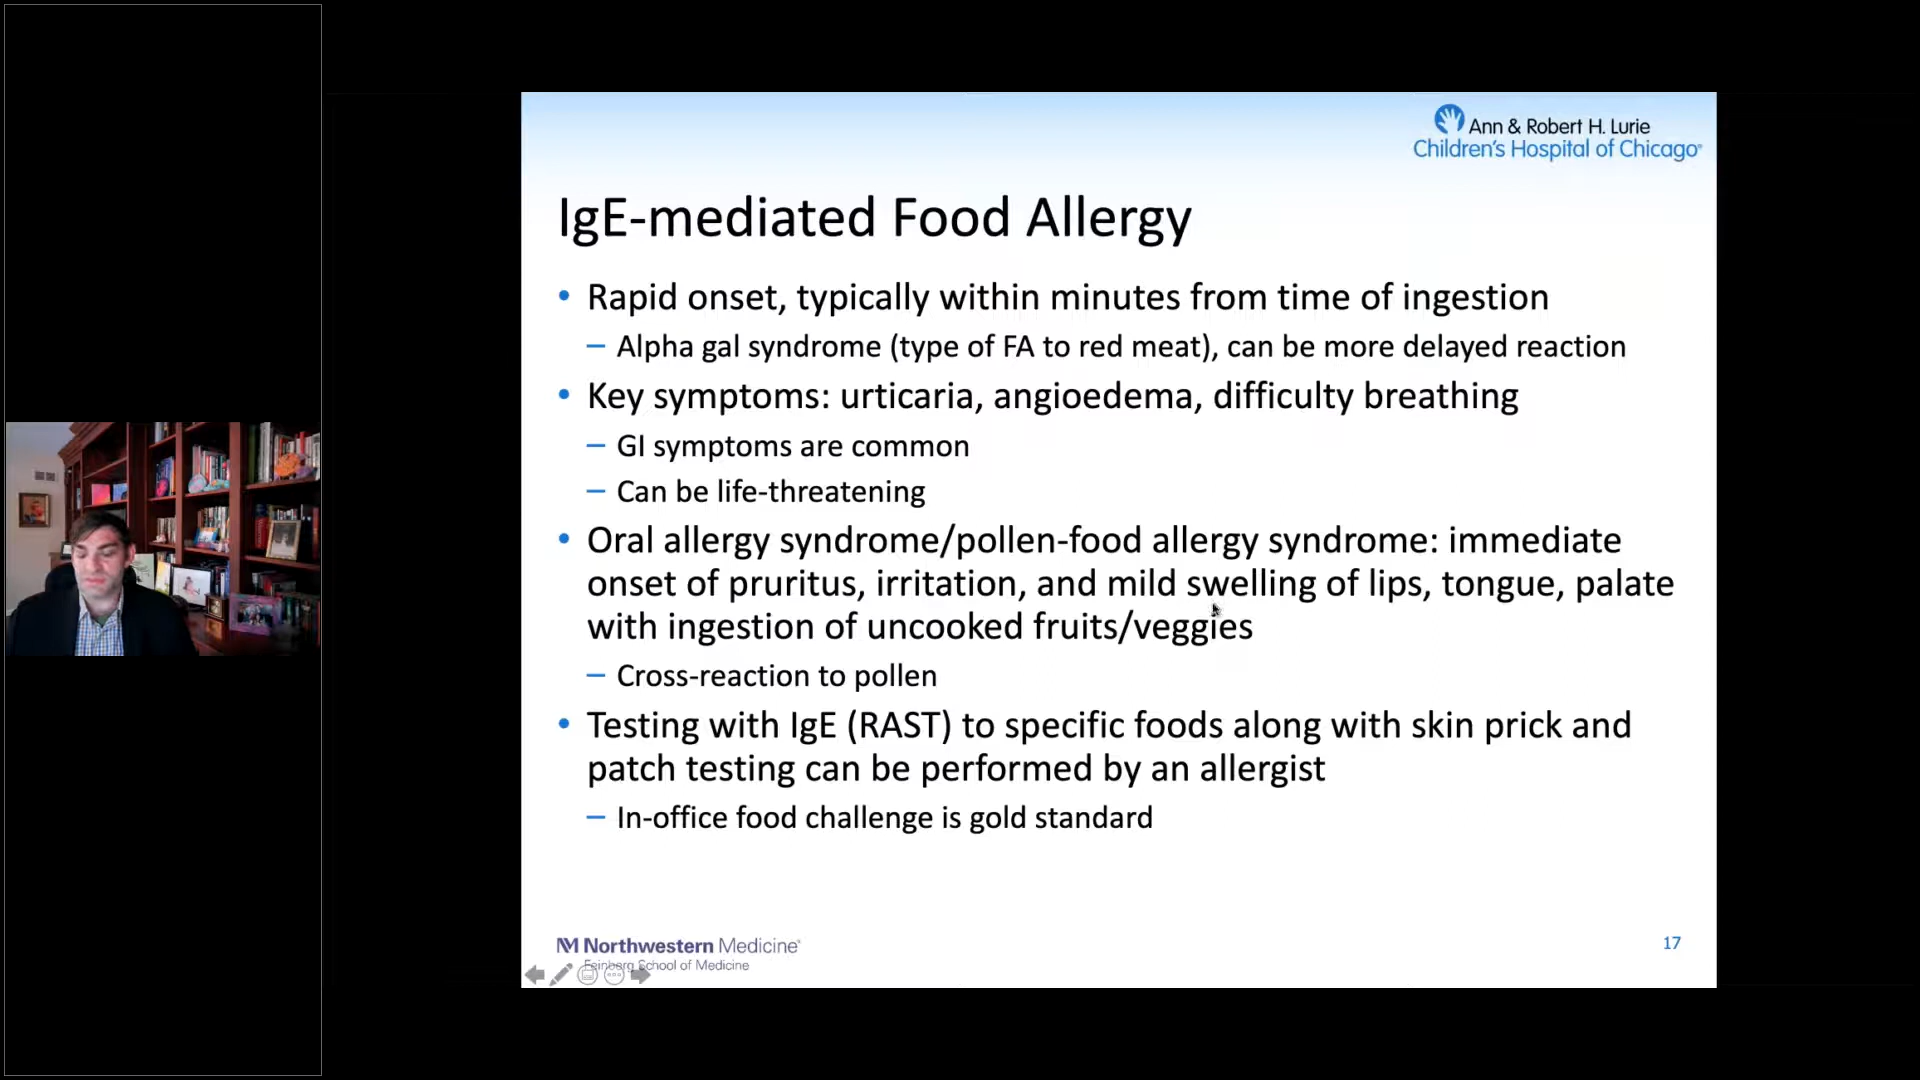 Ann & Robert H. Lurie
Children's Hospital of Chicago®
IgE-mediated Food Allergy
• Rapid onset, typically within minutes from time of ingestion
– Alpha gal syndrome (type of FA to red meat), can be more delayed reaction
• Key symptoms: urticaria, angioedema, difficulty breathing
– GI symptoms are common
– Can be life-threatening
• Oral allergy syndrome/pollen-food allergy syndrome: immediate
onset of pruritus, irritation, and mild swelling of lips, tongue, palate
with ingestion of uncooked fruits/veggies
– Cross-reaction to pollen
• Testing with IgE (RAST) to specific foods along with skin prick and
patch testing can be performed by an allergist
– In-office food challenge is gold standard
NM Northwestern Medicine®
Feinberg School of Medicine
17